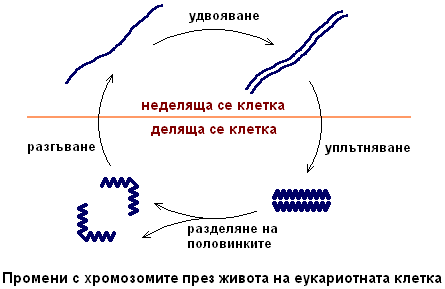 удвояване
неделяща се клетка
деляща се клетка
разгъване
уплътняване
разделяне на
половинките
Промени с хромозомите през живота на еукариотната клетка